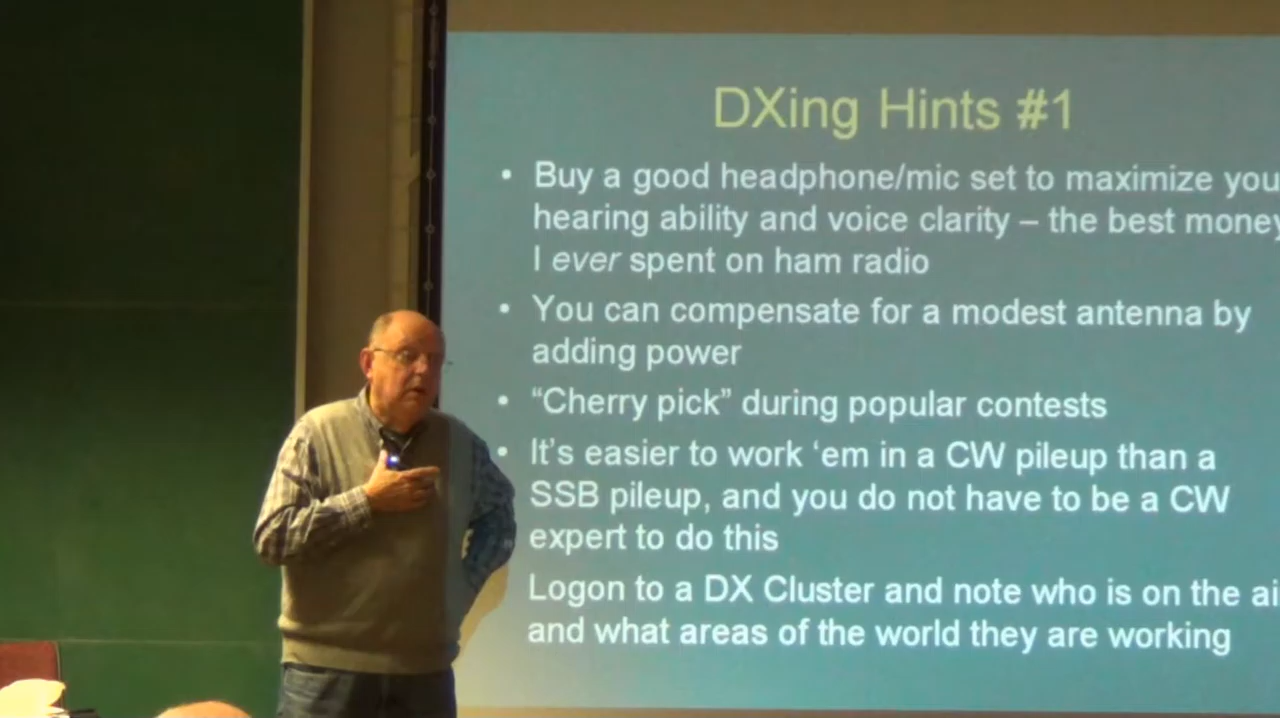 DXing Hints #1
• Buy a good headphone/mic set to maximize you
hearing ability and voice clarity – the best money
I ever spent on ham radio
• You can compensate for a modest antenna by
adding power
• “Cherry pick” during popular contests
• It’s easier to work ‘em in a CW pileup than a
SSB pileup, and you do not have to be a CW
expert to do this
Logon to a DX Cluster and note who is on the ai
and what areas of the world they are working